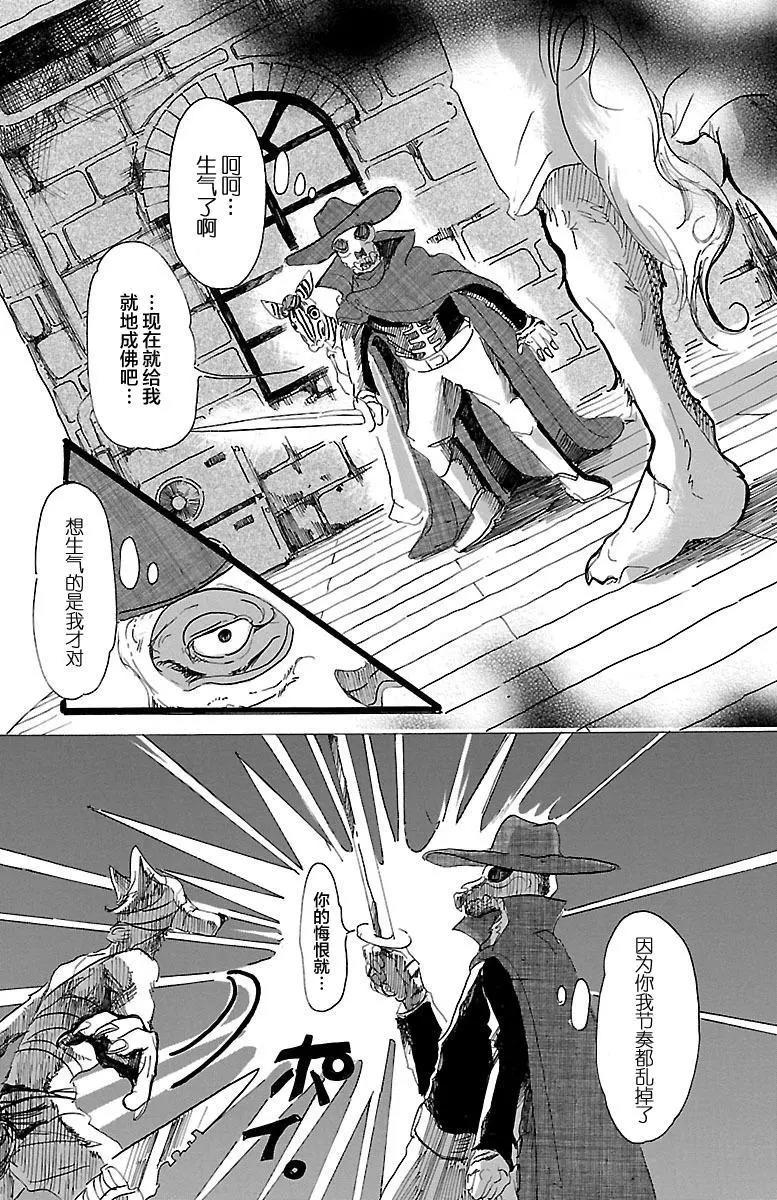 呵呵…
生气了啊
…现在就给我
就地成佛吧…
想生气的是我才对
因为你我节奏都乱掉了
你的悔恨就…
ポイ。